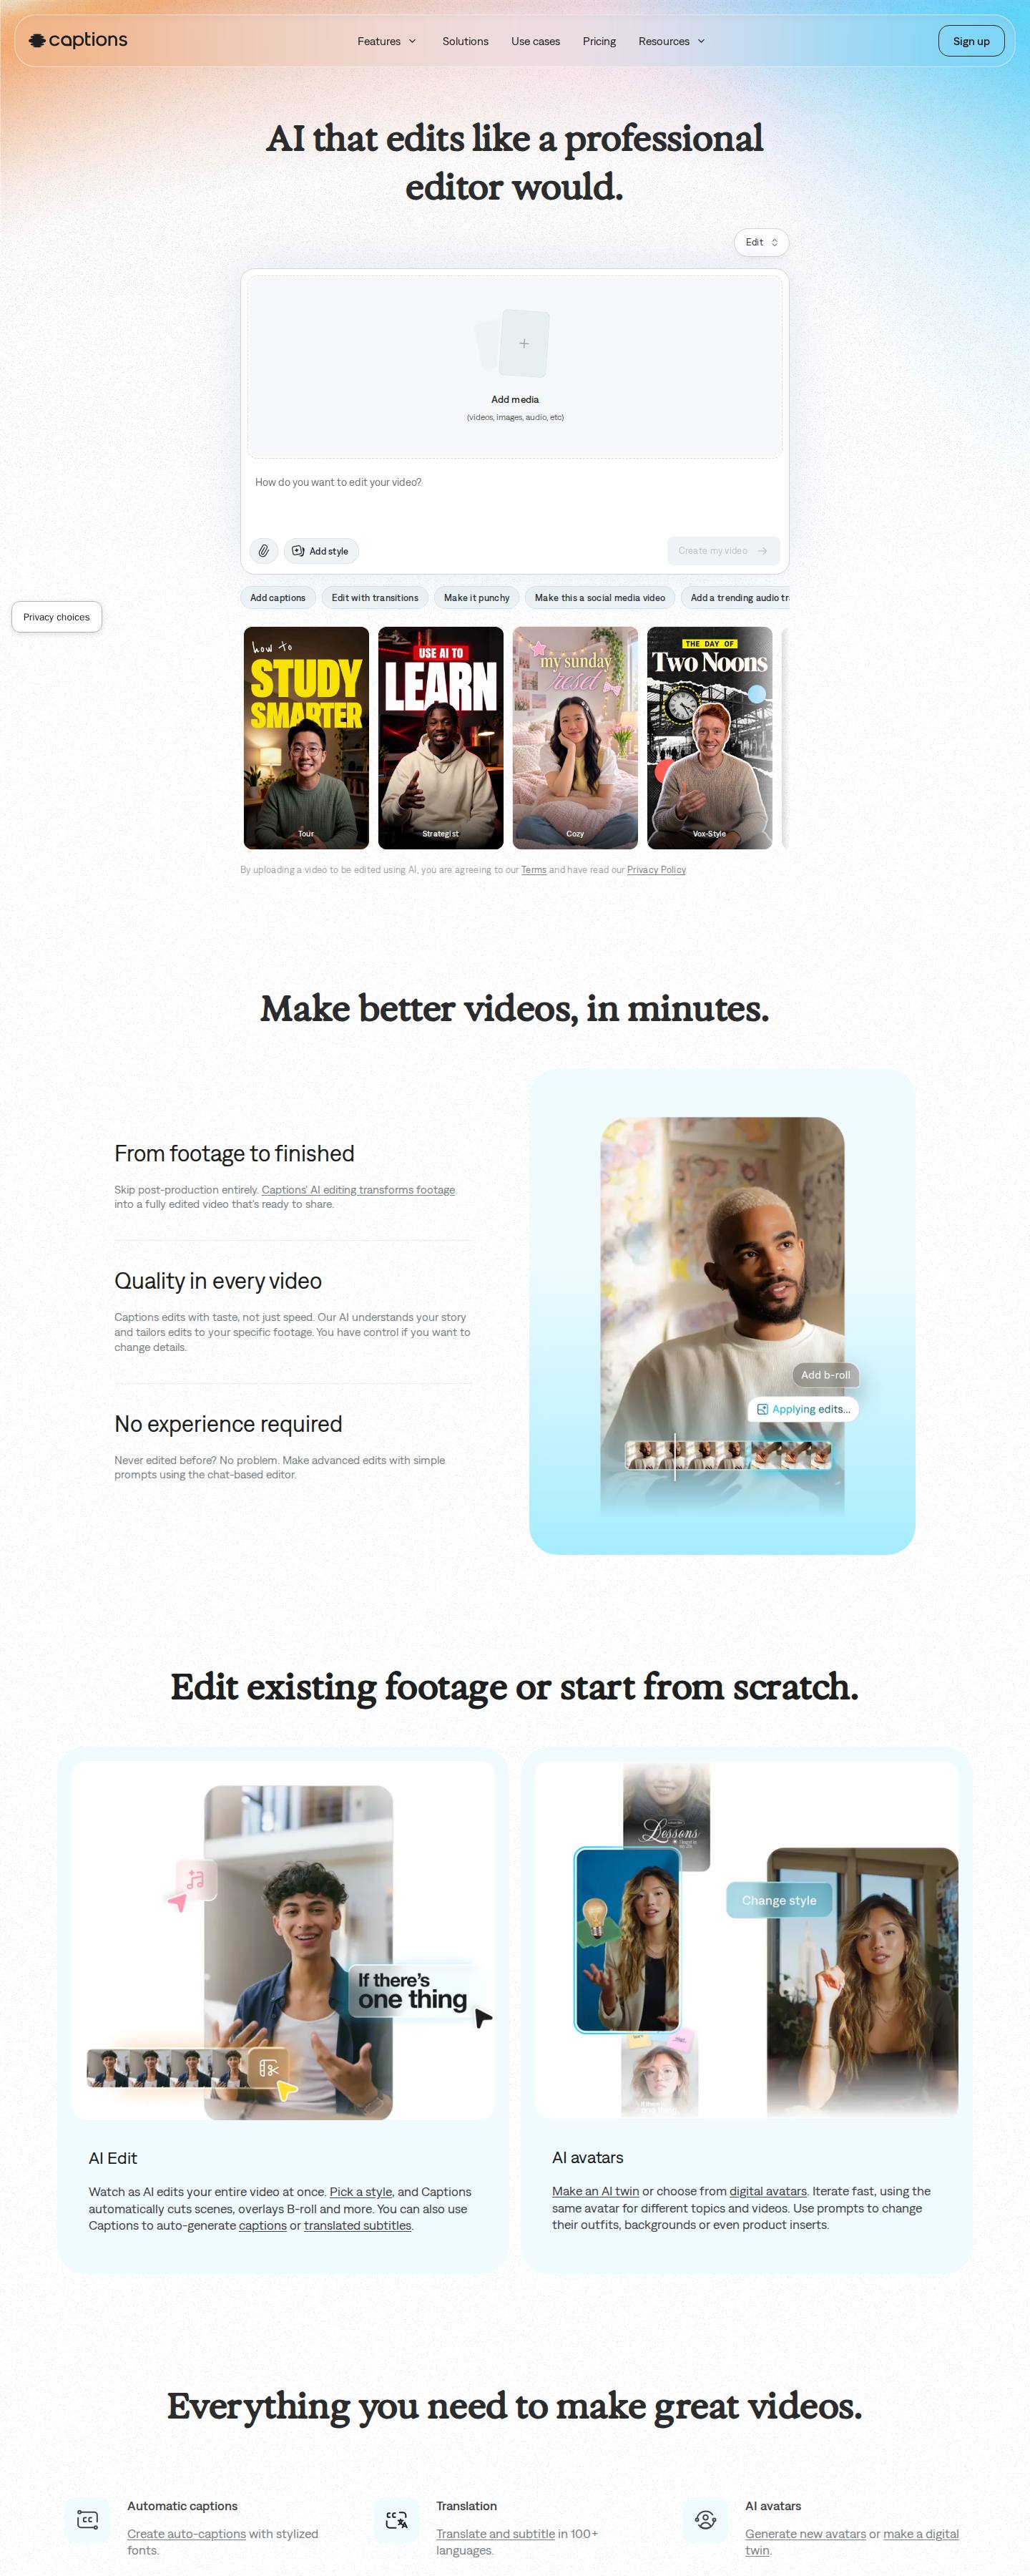 captions
Features
Solutions
Use cases
Pricing
Resources
Sign up
AI that edits like a professional
editor would.
Edit
Add media
(videos, images, audio, etc)
How do you want to edit your video?
Add style
Create my video
Add captions
Edit with transitions
Make it punchy
Make this a social media video
Add a trending audio tr
Privacy choices
how to
STUDY
SMARTER
Tour
USE AI TO
LEARN
Strategist
my sunday
reset
Cozy
THE DAY OF
Two Noons
Vox-Style
By uploading a video to be edited using AI, you are agreeing to our Terms and have read our Privacy Policy
Make better videos, in minutes.
From footage to finished
Skip post-production entirely. Captions' AI editing transforms footage
into a fully edited video that's ready to share.
Quality in every video
Captions edits with taste, not just speed. Our AI understands your story
and tailors edits to your specific footage. You have control if you want to
change details.
No experience required
Never edited before? No problem. Make advanced edits with simple
prompts using the chat-based editor.
Add b-roll
Applying edits...
Edit existing footage or start from scratch.
If there's
one thing
Lessons
Change style
AI Edit
Watch as AI edits your entire video at once. Pick a style, and Captions
automatically cuts scenes, overlays B-roll and more. You can also use
Captions to auto-generate captions or translated subtitles.
AI avatars
Make an AI twin or choose from digital avatars. Iterate fast, using the
same avatar for different topics and videos. Use prompts to change
their outfits, backgrounds or even product inserts.
Everything you need to make great videos.
CC
Automatic captions
Create auto-captions with stylized
fonts.
CC
Translation
Translate and subtitle in 100+
languages.
AI avatars
Generate new avatars or make a digital
twin.